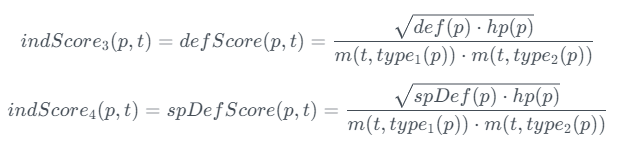 indScore₃(p, t) = defScore(p, t) = √def(p) · hp(p) / m(t, type₁(p)) · m(t, type₂(p))
indScore₄(p, t) = spDefScore(p, t) = √spDef(p) · hp(p) / m(t, type₁(p)) · m(t, type₂(p))